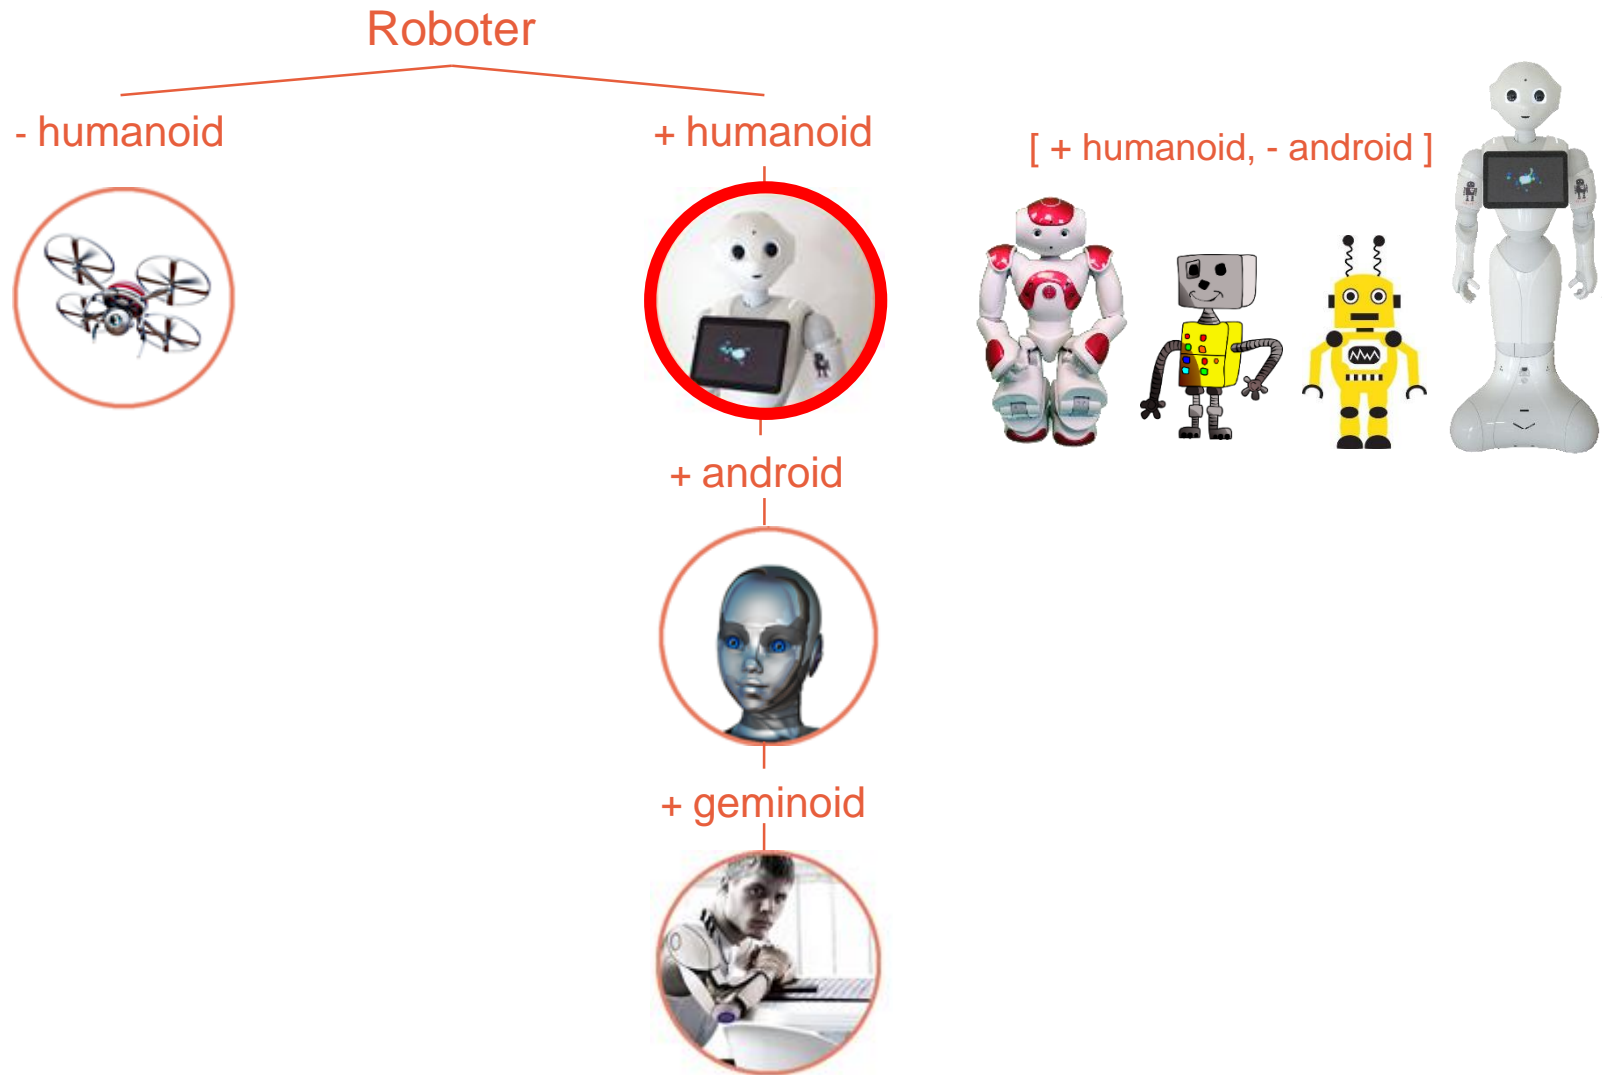 Roboter
- humanoid
+ humanoid
[ + humanoid, - android ]
+ android
+ geminoid